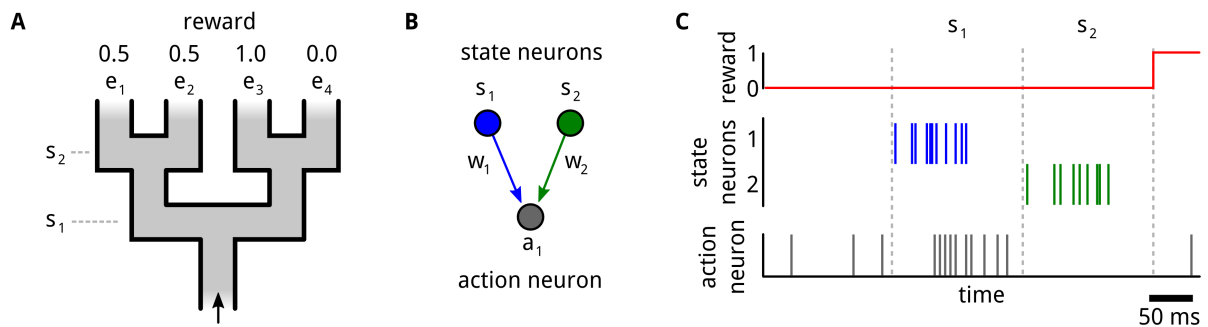 A
reward
0.5 0.5 1.0 0.0
e₁ e₂ e₃ e₄
s₂
s₁
B
state neurons
s₁ s₂
w₁ w₂
a₁
action neuron
C
s₁ s₂
reward
1
0
state
neurons
1
2
action
neuron
time
50 ms